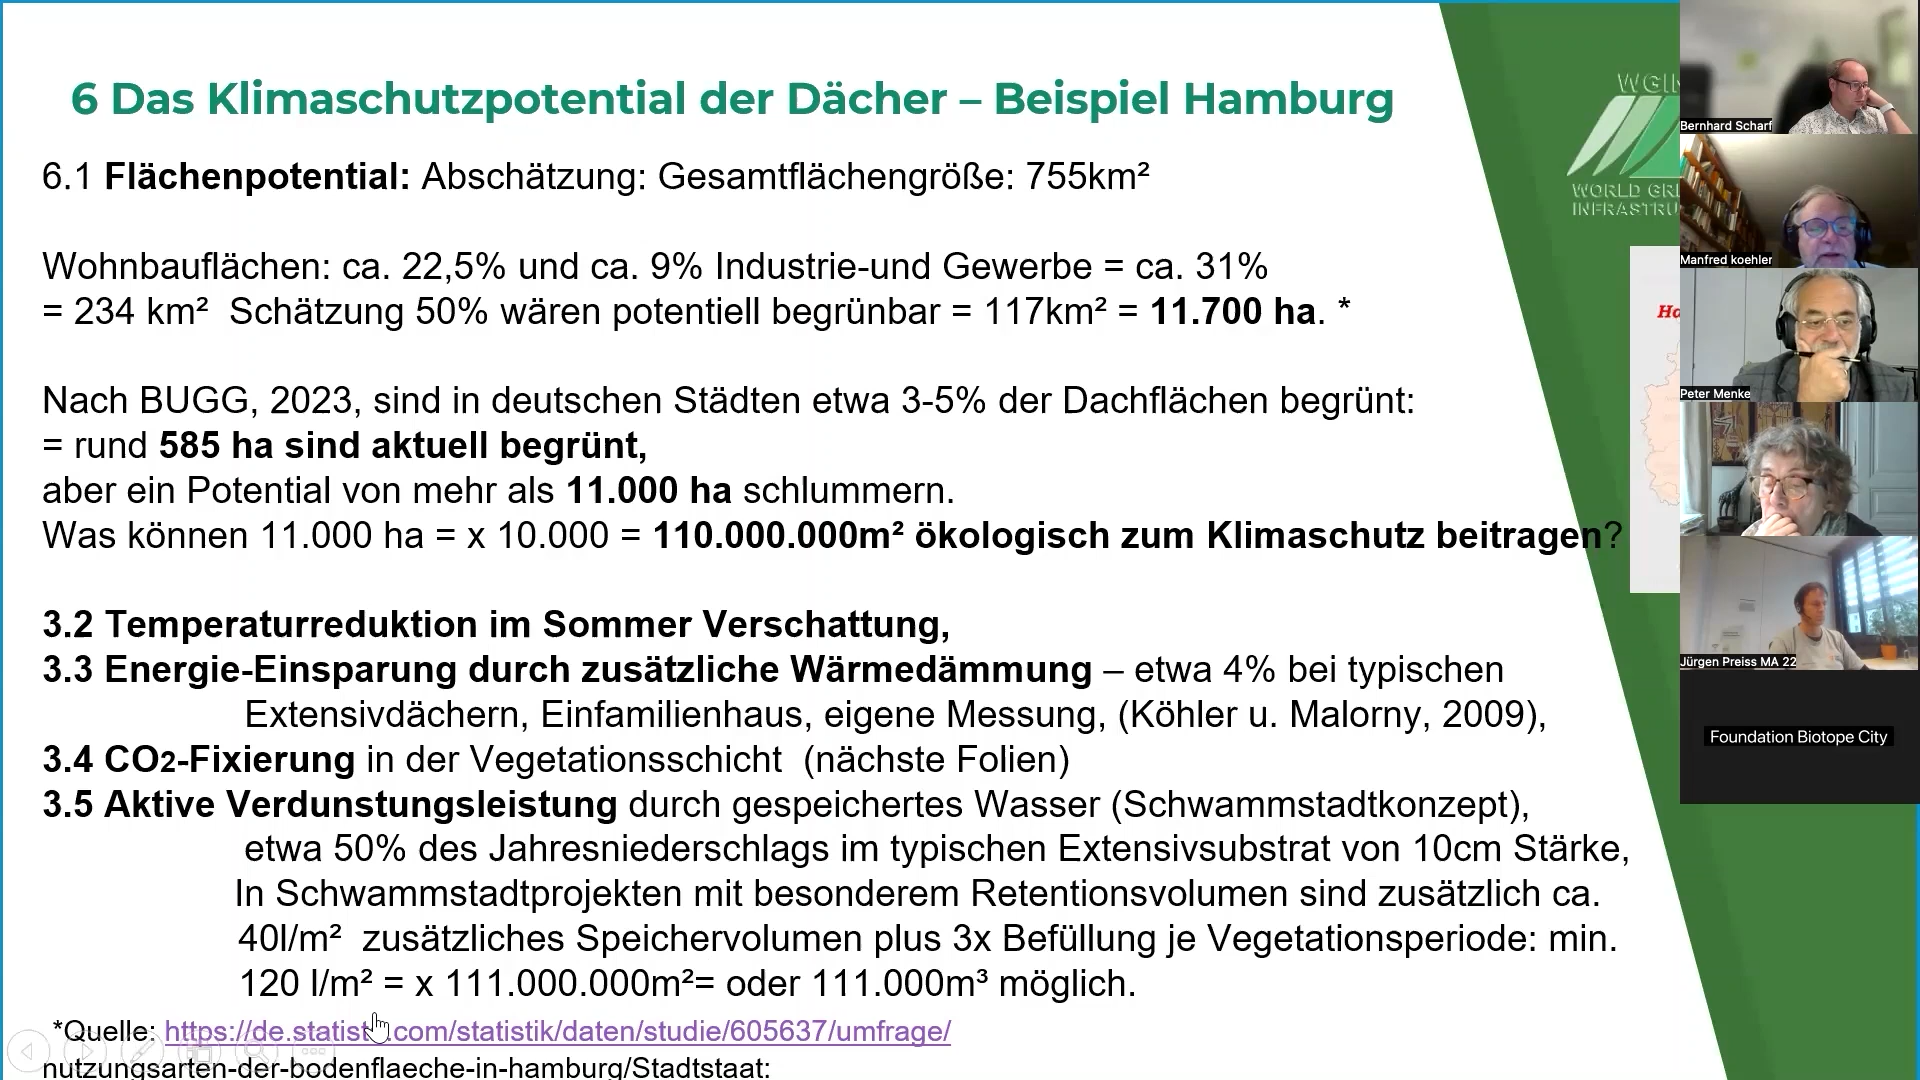 6 Das Klimaschutzpotential der Dächer – Beispiel Hamburg
6.1 Flächenpotential: Abschätzung: Gesamtflächengröße: 755km²
Wohnbauflächen: ca. 22,5% und ca. 9% Industrie-und Gewerbe = ca. 31%
= 234 km² Schätzung 50% wären potentiell begrünbar = 117km² = 11.700 ha. *
Nach BUGG, 2023, sind in deutschen Städten etwa 3-5% der Dachflächen begrünt:
= rund 585 ha sind aktuell begrünt,
aber ein Potential von mehr als 11.000 ha schlummern.
Was können 11.000 ha = x 10.000 = 110.000.000m² ökologisch zum Klimaschutz beitragen?
3.2 Temperaturreduktion im Sommer Verschattung,
3.3 Energie-Einsparung durch zusätzliche Wärmedämmung – etwa 4% bei typischen
Extensivdächern, Einfamilienhaus, eigene Messung, (Köhler u. Malorny, 2009),
3.4 CO2-Fixierung in der Vegetationsschicht (nächste Folien)
3.5 Aktive Verdunstungsleistung durch gespeichertes Wasser (Schwammstadtkonzept),
etwa 50% des Jahresniederschlags im typischen Extensivsubstrat von 10cm Stärke,
In Schwammstadtprojekten mit besonderem Retentionsvolumen sind zusätzlich ca.
40l/m² zusätzliches Speichervolumen plus 3x Befüllung je Vegetationsperiode: min.
120 l/m² = x 111.000.000m²= oder 111.000m³ möglich.
*Quelle: https://de.statist .com/statistik/daten/studie/605637/umfrage/
nutzungsarten-der-bodenflaeche-in-hamburg/Stadtstaat:
WGIN
WORLD GR
INFRASTRU
Ha
Bernhard Scharf
Manfred koehler
Peter Menke
Jürgen Preiss MA 22
Foundation Biotope City